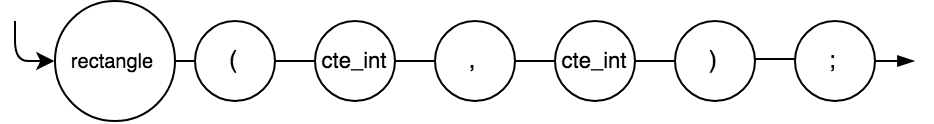 rectangle ( cte_int , cte_int ) ;